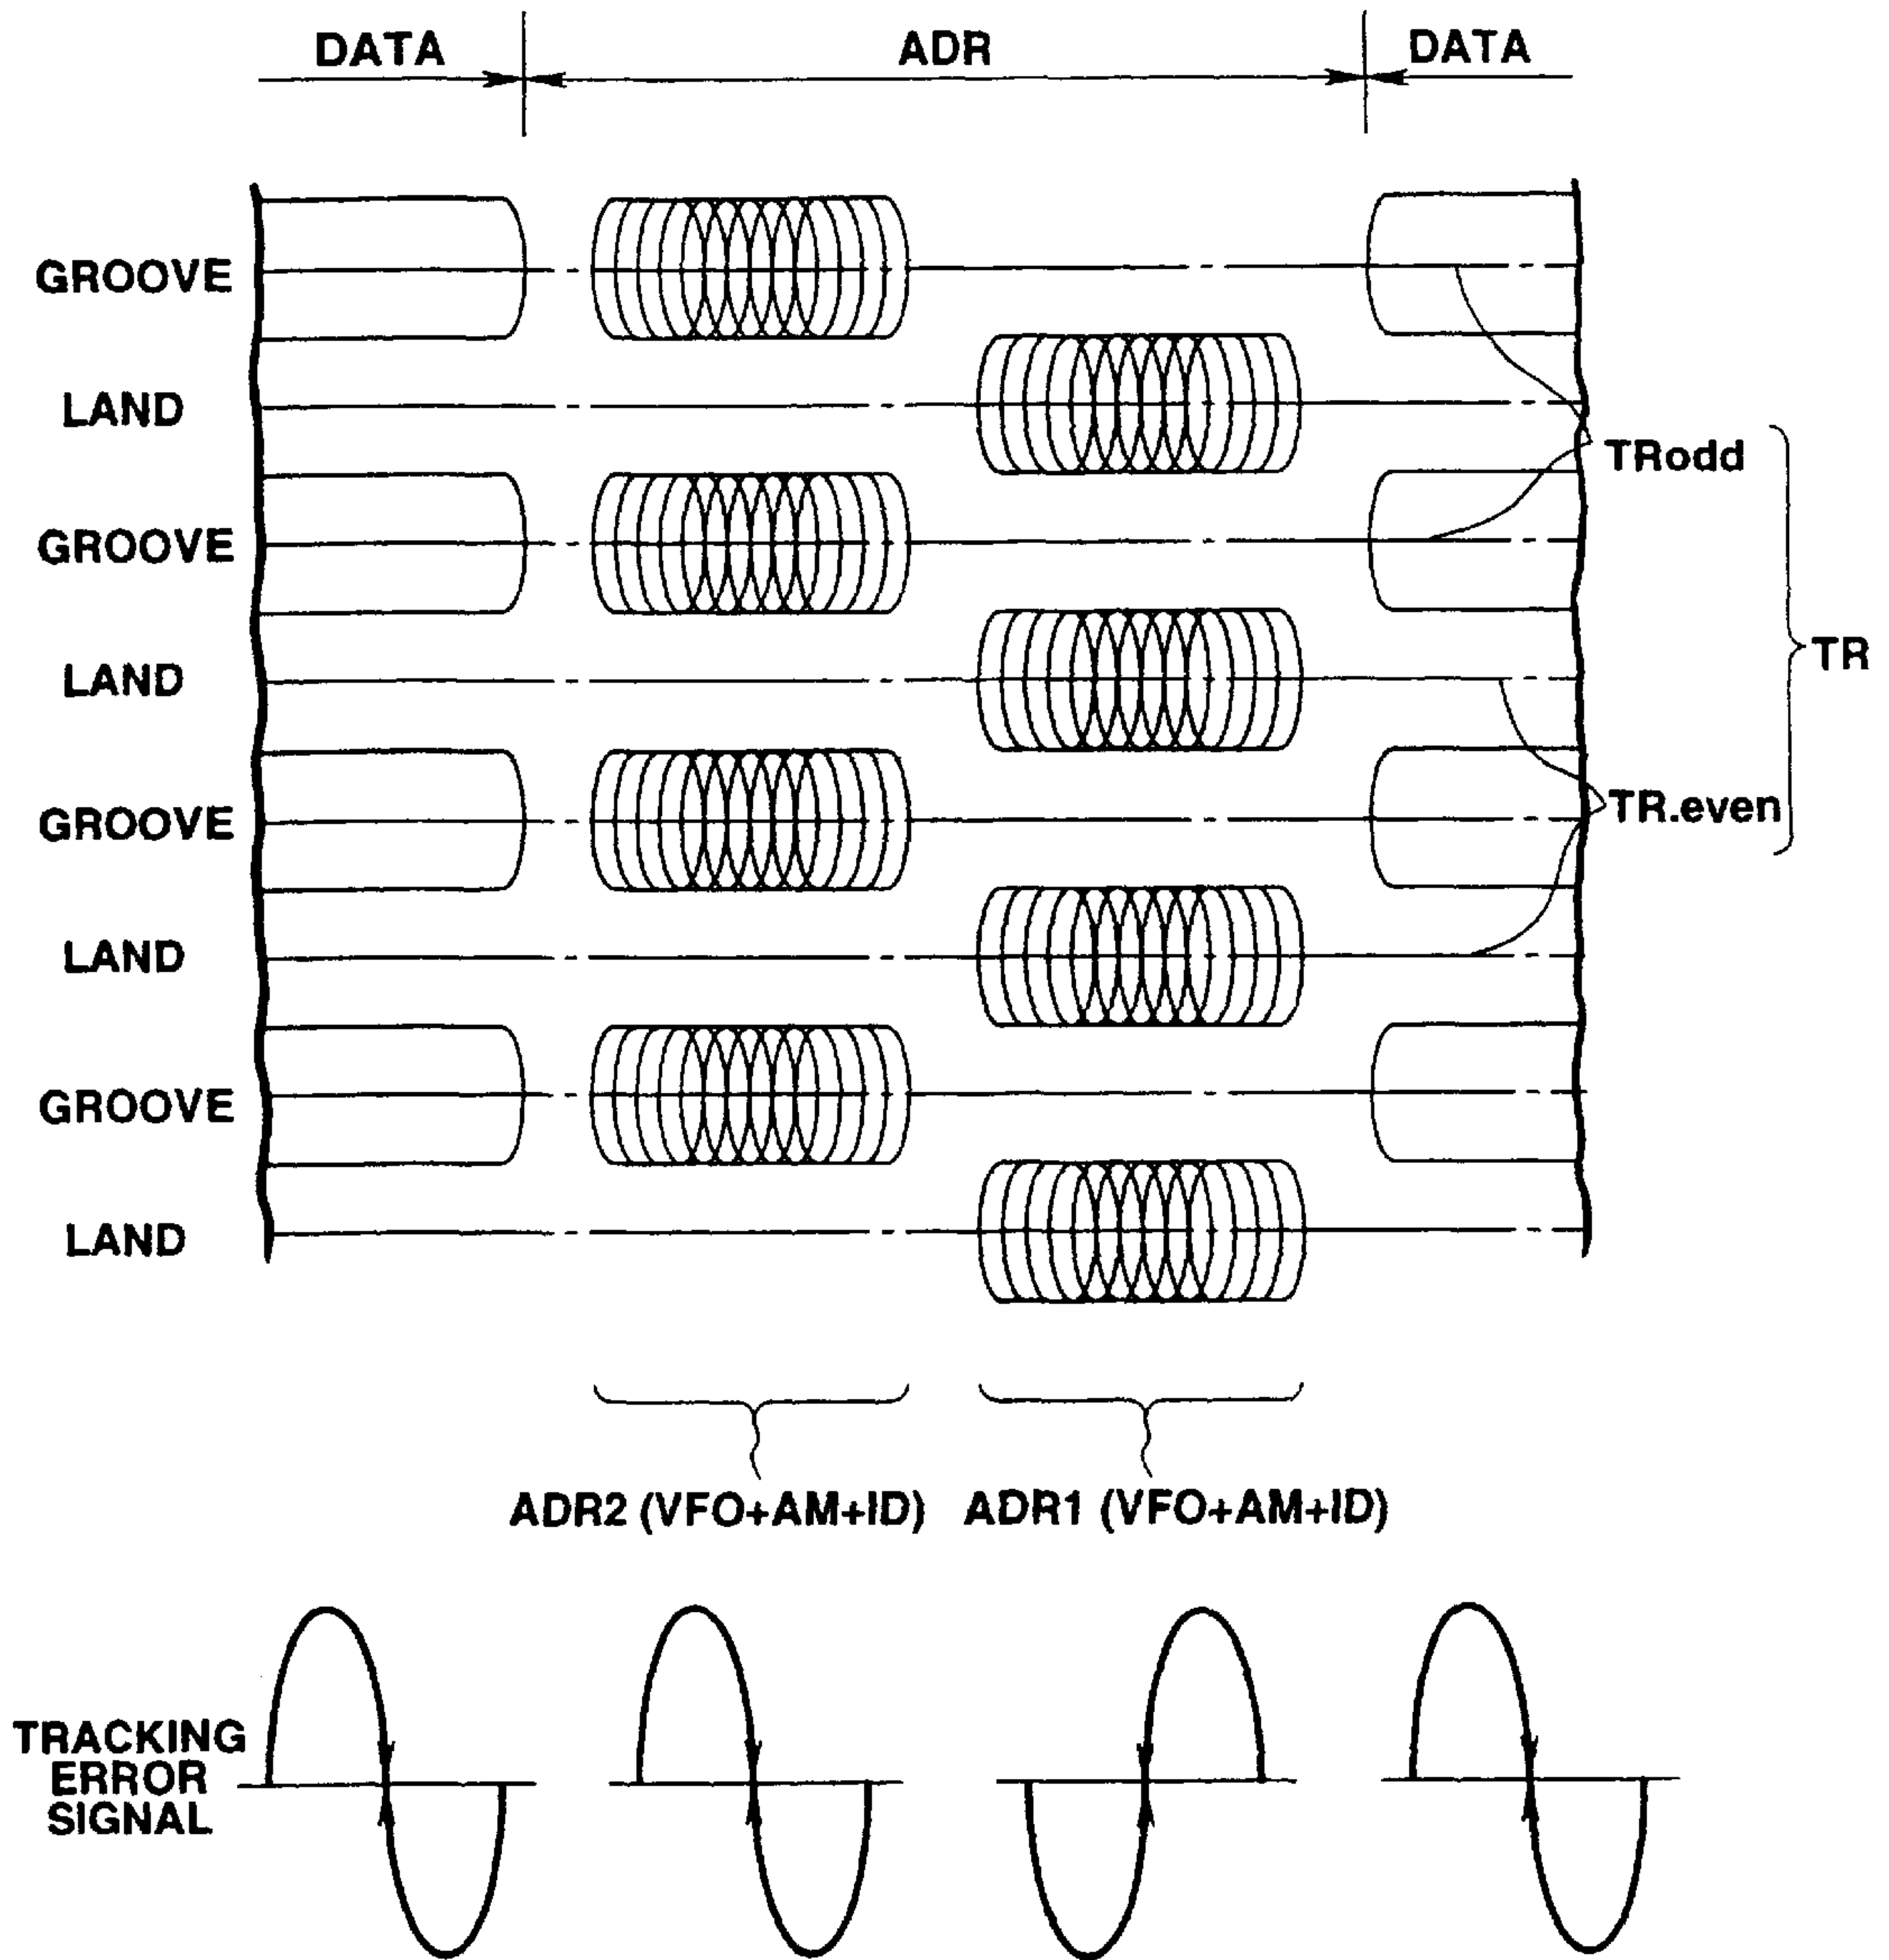 DATA ADR DATA
GROOVE
LAND
TRodd
GROOVE
TR
LAND
TR.even
GROOVE
LAND
GROOVE
LAND
ADR2 (VFO+AM+ID) ADR1 (VFO+AM+ID)
TRACKING
ERROR
SIGNAL